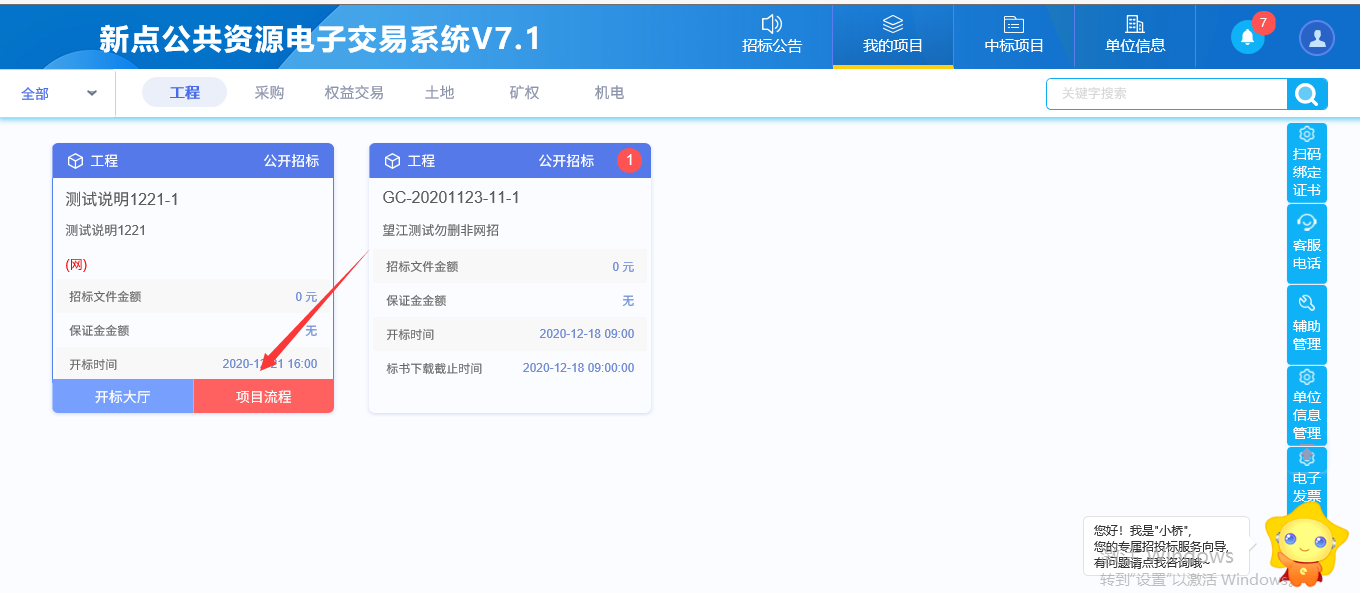 新点公共资源电子交易系统V7.1
招标公告
我的项目
中标项目
单位信息
7
全部
工程
采购
权益交易
土地
矿权
机电
关键字搜索
工程 公开招标
测试说明1221-1
测试说明1221
(网)
招标文件金额 0 元
保证金金额 无
开标时间 2020-12-21 16:00
开标大厅 项目流程
工程 公开招标 1
GC-20201123-11-1
望江测试勿删非网招
招标文件金额 0 元
保证金金额 无
开标时间 2020-12-18 09:00
标书下载截止时间 2020-12-18 09:00:00
扫码
绑定
证书
客服
电话
辅助
管理
单位
信息
管理
电子
发票
您好！我是"小桥",
您的专属招投标服务向导,
有问题请点我咨询哦~
激活 Windows
转到"设置"以激活 Windows。